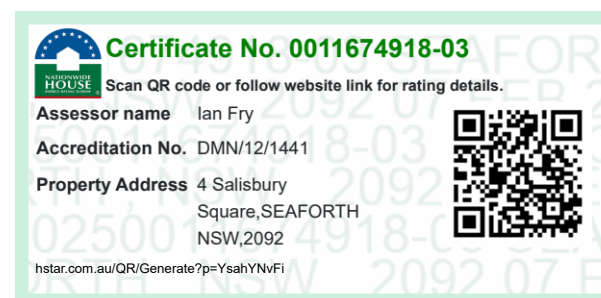 Certificate No. 0011674918-03
NATIONWIDE
HOUSE
Scan QR code or follow website link for rating details.
Assessor name Ian Fry
Accreditation No. DMN/12/1441
Property Address 4 Salisbury
Square,SEAFORTH
NSW,2092
hstar.com.au/QR/Generate?p=YsahYNvFi